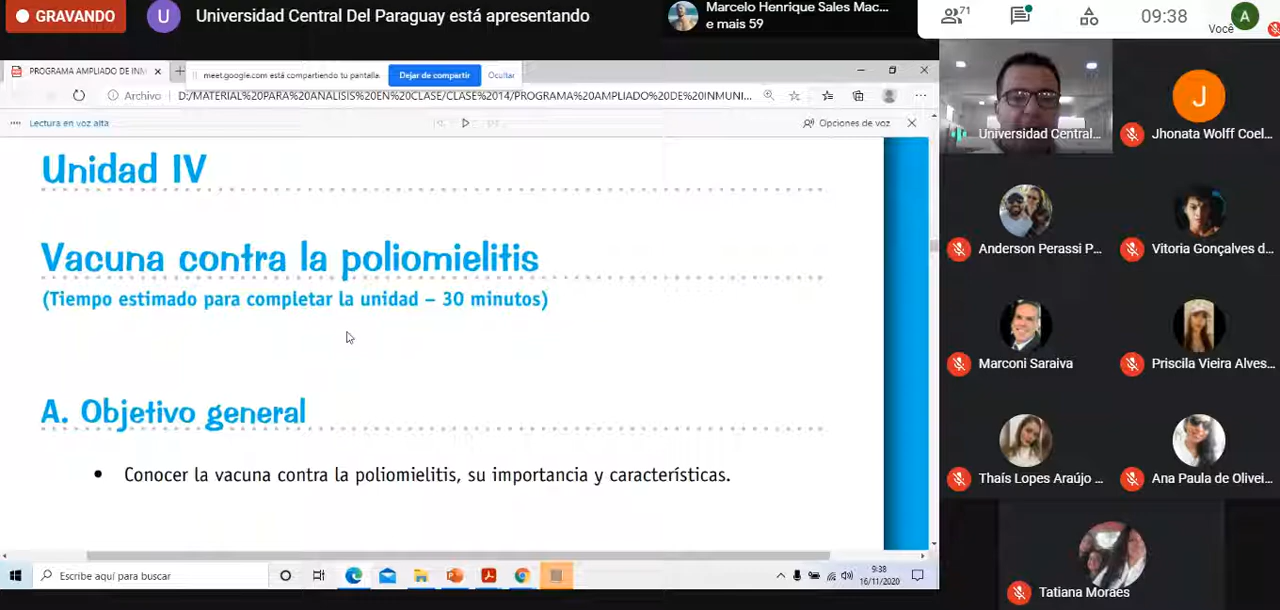 GRAVANDO
U
Universidad Central Del Paraguay está apresentando
Marcelo Henrique Sales Mac...
e mais 59
71
09:38
Você
A
PROGRAMA AMPLIADO DE INM
meet.google.com está compartiendo tu pantalla.
Dejar de compartir
Ocultar
Archivo
D:/MATERIAL%20PARA%20ANALISIS%20EN%20CLASE/CLASE%2014/PROGRAMA%20AMPLIADO%20DE%20INMUNI...
Lectura en voz alta
Opciones de voz
Unidad IV
Vacuna contra la poliomielitis
(Tiempo estimado para completar la unidad – 30 minutos)
A. Objetivo general
• Conocer la vacuna contra la poliomielitis, su importancia y características.
Escribe aquí para buscar
9:38
16/11/2020
Universidad Central...
J
Jhonata Wolff Coel...
Anderson Perassi P...
Vitoria Gonçalves d...
Marconi Saraiva
Priscila Vieira Alves...
Thaís Lopes Araújo ...
Ana Paula de Olivei...
Tatiana Moraes